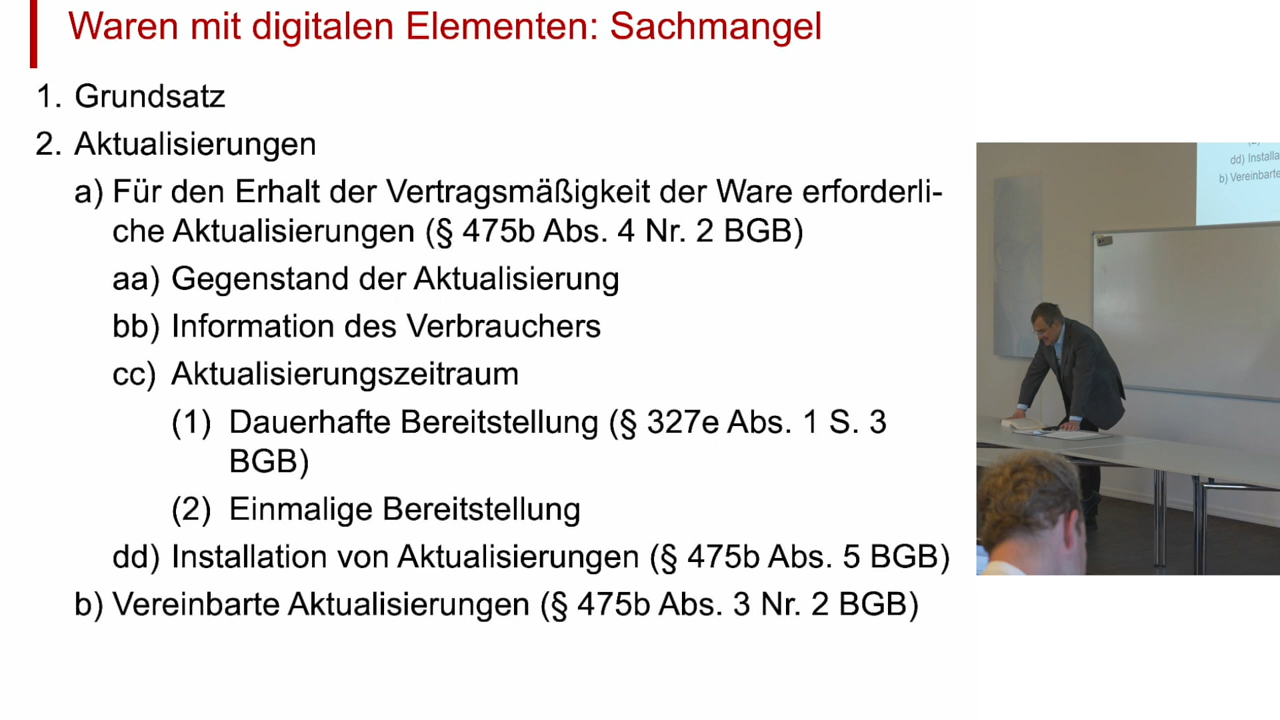 Waren mit digitalen Elementen: Sachmangel
1. Grundsatz
2. Aktualisierungen
a) Für den Erhalt der Vertragsmäßigkeit der Ware erforderli-
che Aktualisierungen (§ 475b Abs. 4 Nr. 2 BGB)
aa) Gegenstand der Aktualisierung
bb) Information des Verbrauchers
cc) Aktualisierungszeitraum
(1) Dauerhafte Bereitstellung (§ 327e Abs. 1 S. 3
BGB)
(2) Einmalige Bereitstellung
dd) Installation von Aktualisierungen (§ 475b Abs. 5 BGB)
b) Vereinbarte Aktualisierungen (§ 475b Abs. 3 Nr. 2 BGB)
dd) Installa
b) Vereinbarte